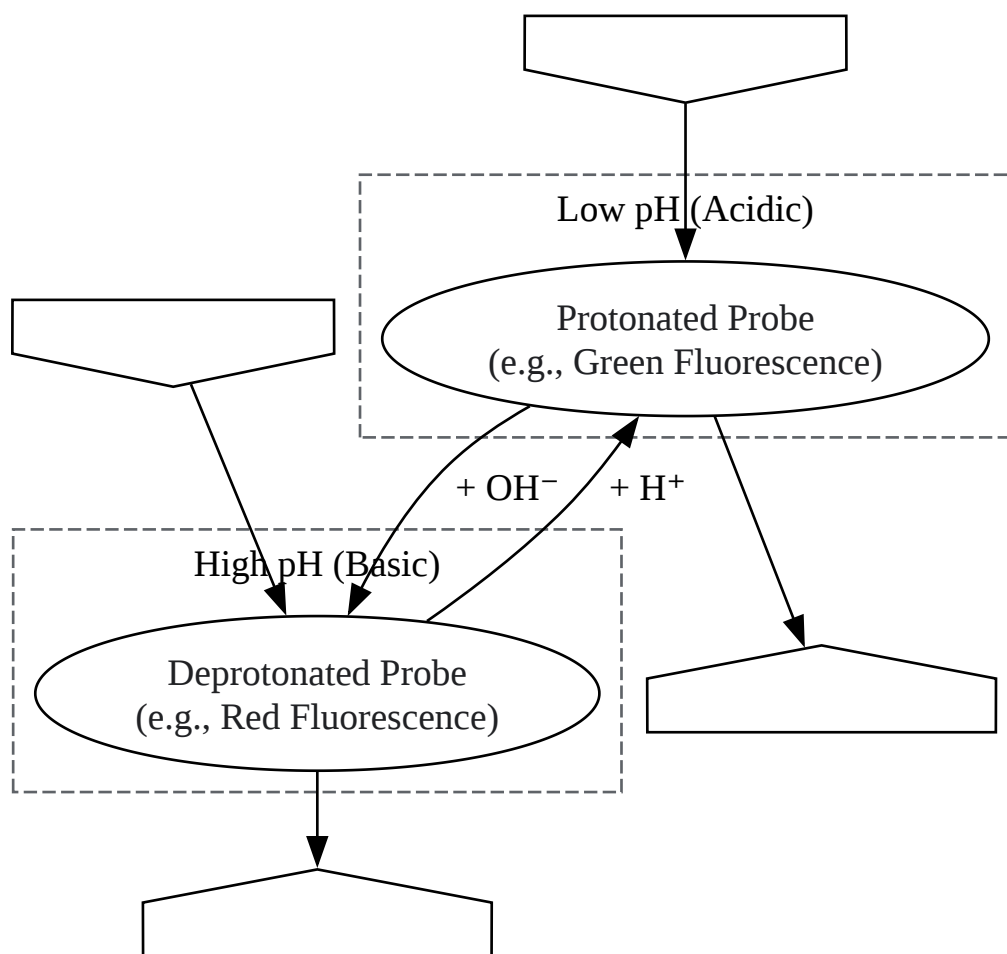 Low pH (Acidic)
Protonated Probe
(e.g., Green Fluorescence)
+ OH⁻
+ H⁺
High pH (Basic)
Deprotonated Probe
(e.g., Red Fluorescence)